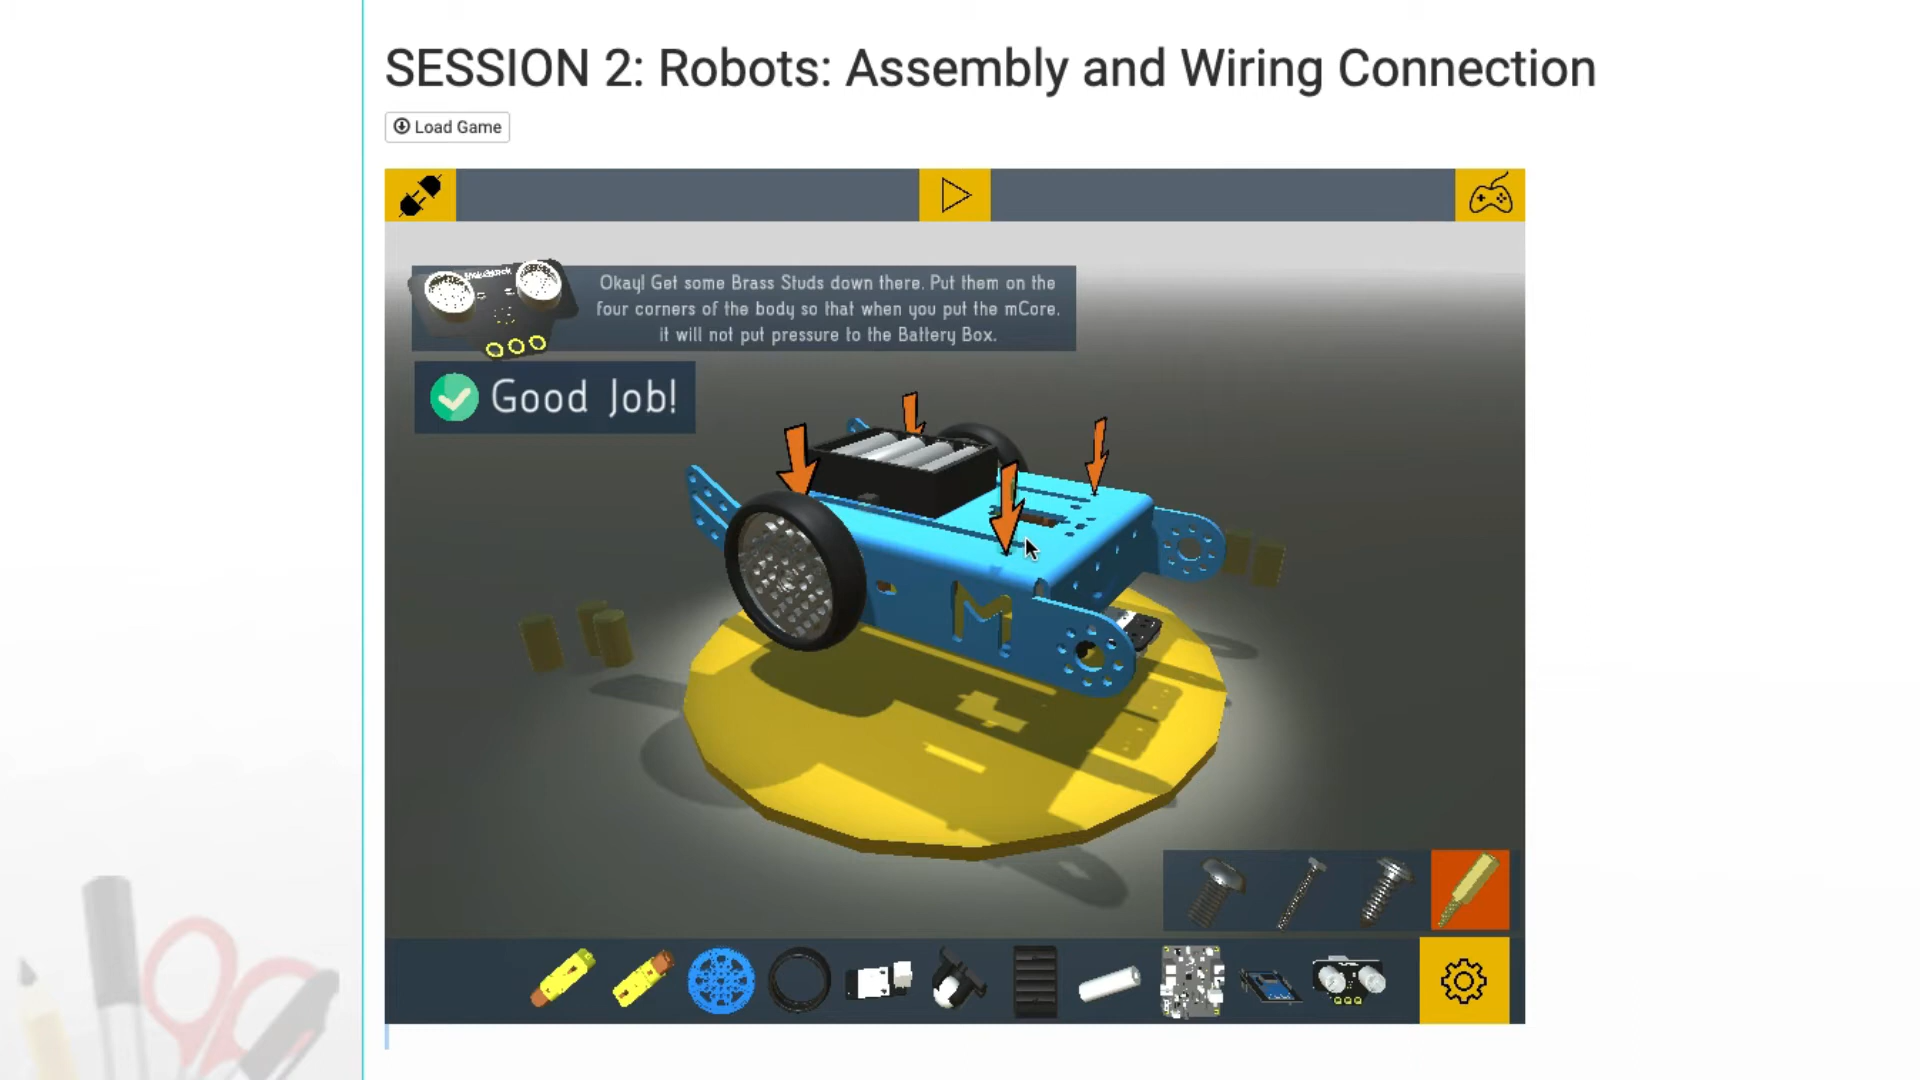 SESSION 2: Robots: Assembly and Wiring Connection
Load Game
Okay! Get some Brass Studs down there. Put them on the
four corners of the body so that when you put the mCore,
it will not put pressure to the Battery Box.
Good Job!
M